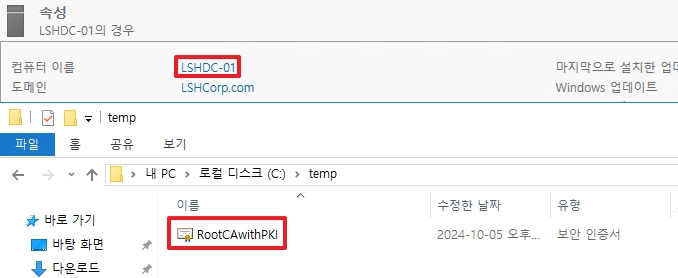 속성
LSHDC-01의 경우
컴퓨터 이름 LSHDC-01 마지막으로 설치한 업데
도메인 LSHCorp.com Windows 업데이트
temp
파일 홈 공유 보기
내 PC 로컬 디스크 (C:) temp
이름 수정한 날짜 유형
바로 가기
RootCAwithPKI 2024-10-05 오후... 보안 인증서
바탕 화면
다운로드